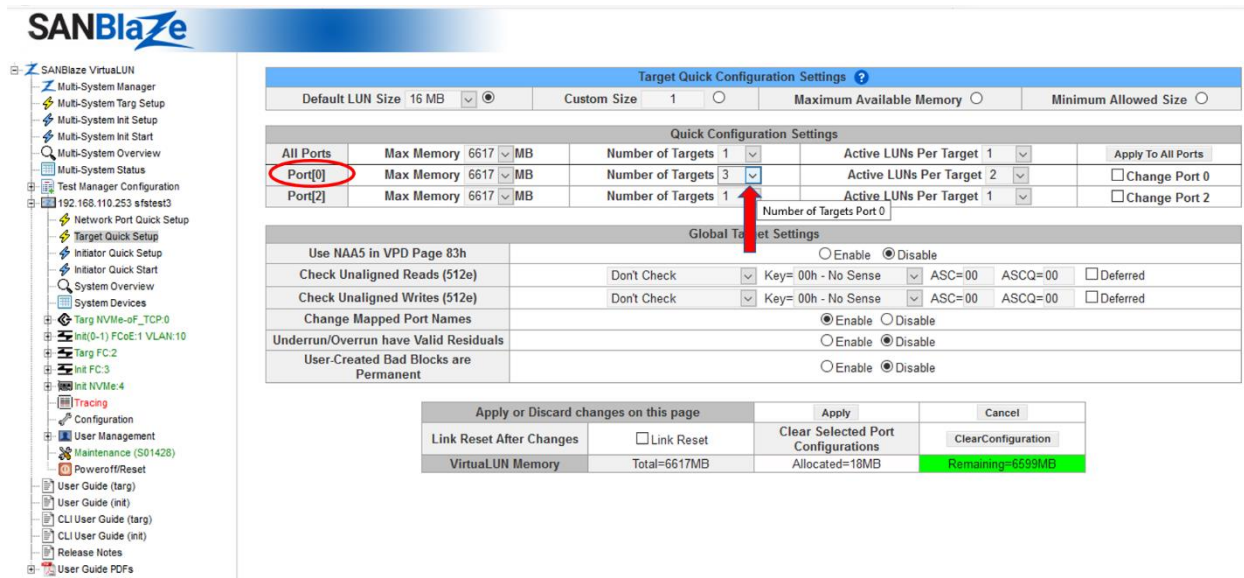 SANBlaze
SANBlaze VirtuaLUN
Multi-System Manager
Multi-System Targ Setup
Multi-System Init Setup
Multi-System Init Start
Multi-System Overview
Multi-System Status
Test Manager Configuration
192.168.110.253 sfstest3
Network Port Quick Setup
Target Quick Setup
Initiator Quick Setup
Initiator Quick Start
System Overview
System Devices
Targ NVMe-oF_TCP:0
Init(0-1) FCoE:1 VLAN:10
Targ FC:2
Init FC:3
Init NVMe:4
Tracing
Configuration
User Management
Maintenance (S01428)
Poweroff/Reset
User Guide (targ)
User Guide (init)
CLI User Guide (targ)
CLI User Guide (init)
Release Notes
User Guide PDFs
Target Quick Configuration Settings ?
Default LUN Size 16 MB Custom Size 1 Maximum Available Memory Minimum Allowed Size
Quick Configuration Settings
All Ports Max Memory 6617 MB Number of Targets 1 Active LUNs Per Target 1 Apply To All Ports
Port[0] Max Memory 6617 MB Number of Targets 3 Active LUNs Per Target 2 Change Port 0
Port[2] Max Memory 6617 MB Number of Targets 1 Active LUNs Per Target 1 Change Port 2
Number of Targets Port 0
Global Target Settings
Use NAA5 in VPD Page 83h Enable Disable
Check Unaligned Reads (512e) Don't Check Key= 00h - No Sense ASC= 00 ASCQ= 00 Deferred
Check Unaligned Writes (512e) Don't Check Key= 00h - No Sense ASC= 00 ASCQ= 00 Deferred
Change Mapped Port Names Enable Disable
Underrun/Overrun have Valid Residuals Enable Disable
User-Created Bad Blocks are
Permanent Enable Disable
Apply or Discard changes on this page Apply Cancel
Link Reset After Changes Link Reset Clear Selected Port
Configurations ClearConfiguration
VirtuaLUN Memory Total=6617MB Allocated=18MB Remaining=6599MB